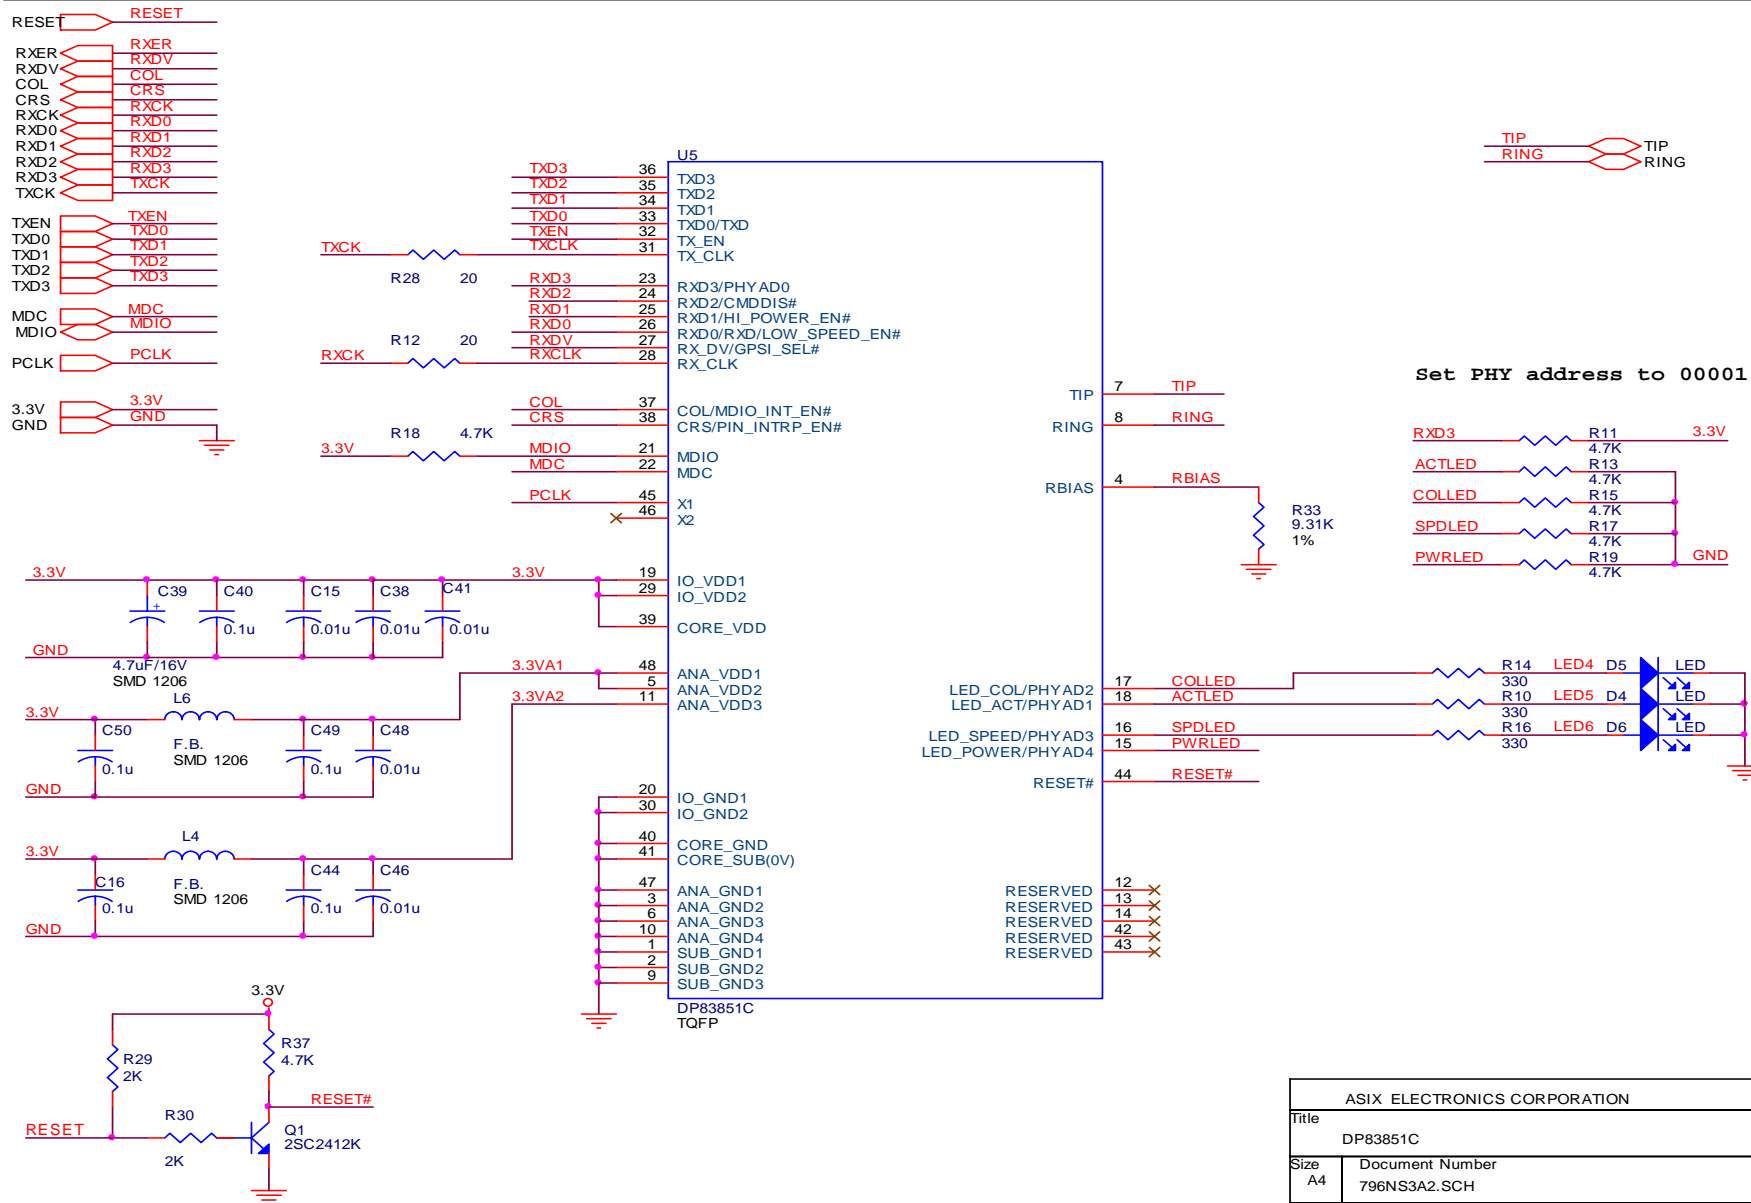 RESET RESET
RXER RXER
RXDV RXDV
COL COL
CRS CRS
RXCK RXCK
RXD0 RXD0
RXD1 RXD1
RXD2 RXD2
RXD3 RXD3
TXCK TXCK
TXEN TXEN
TXD0 TXD0
TXD1 TXD1
TXD2 TXD2
TXD3 TXD3
MDC MDC
MDIO MDIO
PCLK PCLK
3.3V 3.3V
GND GND
U5
TXD3 36 TXD3
TXD2 35 TXD2
TXD1 34 TXD1
TXD0 33 TXD0/TXD
TXEN 32 TX_EN
TXCK TXCLK 31 TX_CLK
R28 20
RXD3 23 RXD3/PHYAD0
RXD2 24 RXD2/CMDDIS#
RXD1 25 RXD1/HI_POWER_EN#
RXD0 26 RXD0/RXD/LOW_SPEED_EN#
RXDV 27 RX_DV/GPSI_SEL#
R12 20
RXCK RXCLK 28 RX_CLK
COL 37 COL/MDIO_INT_EN#
CRS 38 CRS/PIN_INTRP_EN#
R18 4.7K
3.3V MDIO 21 MDIO
MDC 22 MDC
PCLK 45 X1
46 X2
3.3V 3.3V 19 IO_VDD1
29 IO_VDD2
39 CORE_VDD
C39 C40 C15 C38 C41
+
0.1u 0.01u 0.01u 0.01u
GND
4.7uF/16V
SMD 1206
3.3VA1 48 ANA_VDD1
5 ANA_VDD2
3.3VA2 11 ANA_VDD3
L6
3.3V
C50 F.B. C49 C48
SMD 1206
0.1u 0.1u 0.01u
GND
20 IO_GND1
30 IO_GND2
40 CORE_GND
41 CORE_SUB(0V)
47 ANA_GND1
3 ANA_GND2
6 ANA_GND3
10 ANA_GND4
1 SUB_GND1
2 SUB_GND2
9 SUB_GND3
L4
3.3V
C16 F.B. C44 C46
SMD 1206
0.1u 0.1u 0.01u
GND
DP83851C
TQFP
TIP 7 TIP
RING 8 RING
RBIAS 4 RBIAS
R33
9.31K
1%
LED_COL/PHYAD2 17 COLLED
LED_ACT/PHYAD1 18 ACTLED
LED_SPEED/PHYAD3 16 SPDLED
LED_POWER/PHYAD4 15 PWRLED
RESET# 44 RESET#
RESERVED 12
RESERVED 13
RESERVED 14
RESERVED 42
RESERVED 43
TIP TIP
RING RING
Set PHY address to 00001
RXD3 R11 3.3V
4.7K
ACTLED R13
4.7K
COLLED R15
4.7K
SPDLED R17
4.7K
PWRLED R19 GND
4.7K
R14 LED4 D5 LED
330
R10 LED5 D4 LED
330
R16 LED6 D6 LED
330
3.3V
R37
4.7K
R29
2K
RESET#
RESET
R30
2K
Q1
2SC2412K
ASIX ELECTRONICS CORPORATION
Title
DP83851C
Size Document Number
A4 796NS3A2.SCH